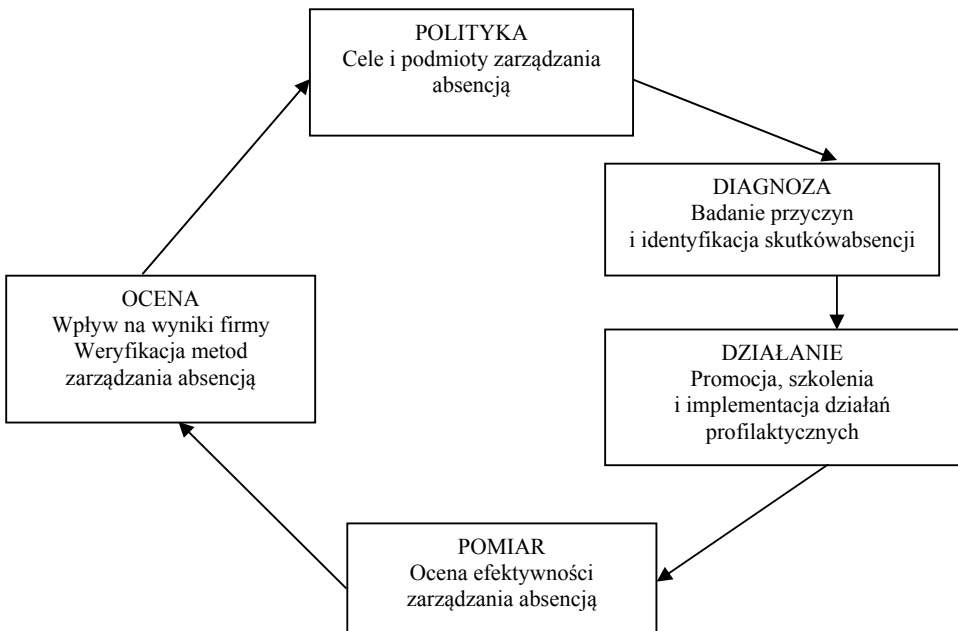 POLITYKA
Cele i podmioty zarządzania
absencją
DIAGNOZA
Badanie przyczyn
i identyfikacja skutkówabsencji
OCENA
Wpływ na wyniki firmy
Weryfikacja metod
zarządzania absencją
DZIAŁANIE
Promocja, szkolenia
i implementacja działań
profilaktycznych
POMIAR
Ocena efektywności
zarządzania absencją